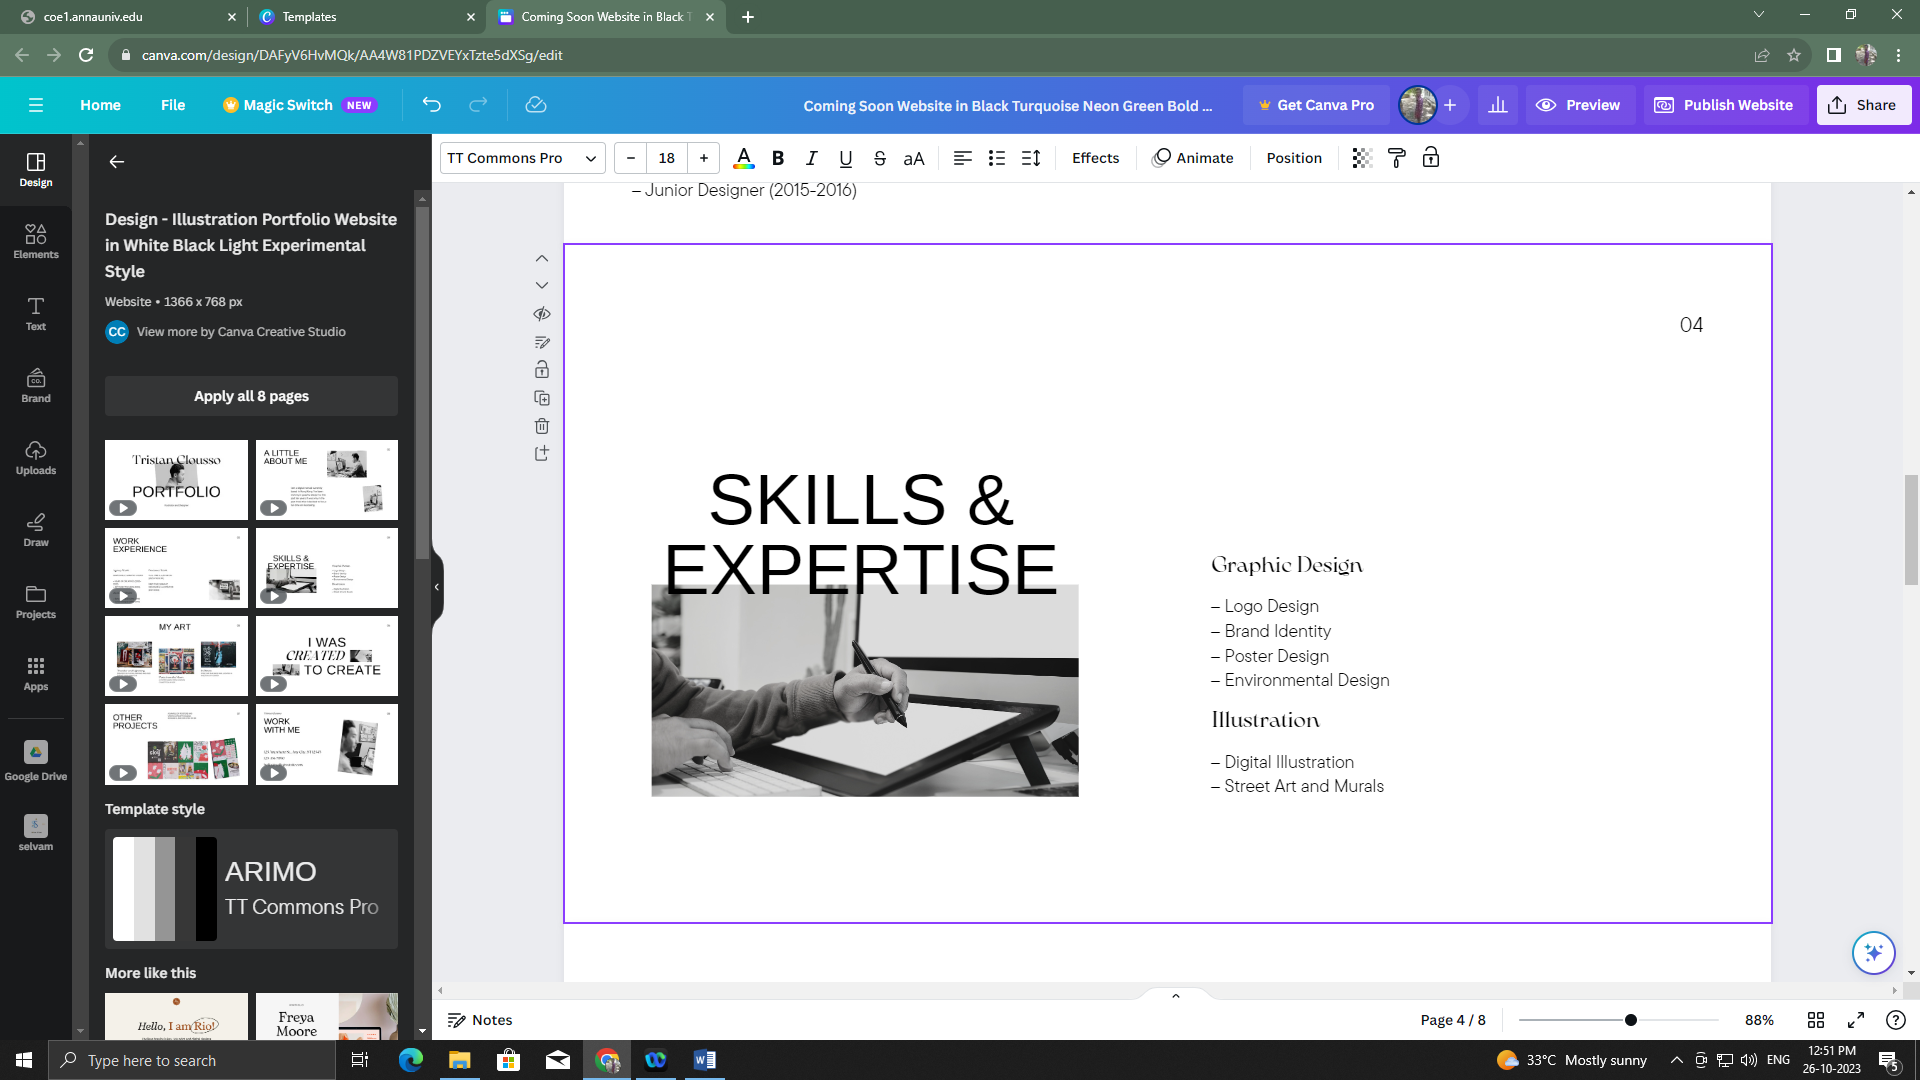 coe1.annauniv.edu
Templates
Coming Soon Website in Black T
canva.com/design/DAFyV6HvMQk/AA4W81PDZVEYxTzte5dXSg/edit
Home
File
Magic Switch NEW
Coming Soon Website in Black Turquoise Neon Green Bold ...
Get Canva Pro
Preview
Publish Website
Share
TT Commons Pro
18
aA
Effects
Animate
Position
Design
Elements
Text
Brand
Uploads
Draw
Projects
Apps
Google Drive
selvam
Design - Illustration Portfolio Website
in White Black Light Experimental
Style
Website • 1366 x 768 px
CC View more by Canva Creative Studio
Apply all 8 pages
Tristan Clousso
PORTFOLIO
A LITTLE
ABOUT ME
WORK
EXPERIENCE
SKILLS &
EXPERTISE
MY ART
I WAS
CREATED
TO CREATE
OTHER
PROJECTS
WORK
WITH ME
Template style
ARIMO
TT Commons Pro
More like this
Hello, I am Rio!
Freya
Moore
– Junior Designer (2015-2016)
04
SKILLS &
EXPERTISE
Graphic Design
– Logo Design
– Brand Identity
– Poster Design
– Environmental Design
Illustration
– Digital Illustration
– Street Art and Murals
Notes
Page 4 / 8
88%
Type here to search
33°C Mostly sunny
ENG
12:51 PM
26-10-2023
5